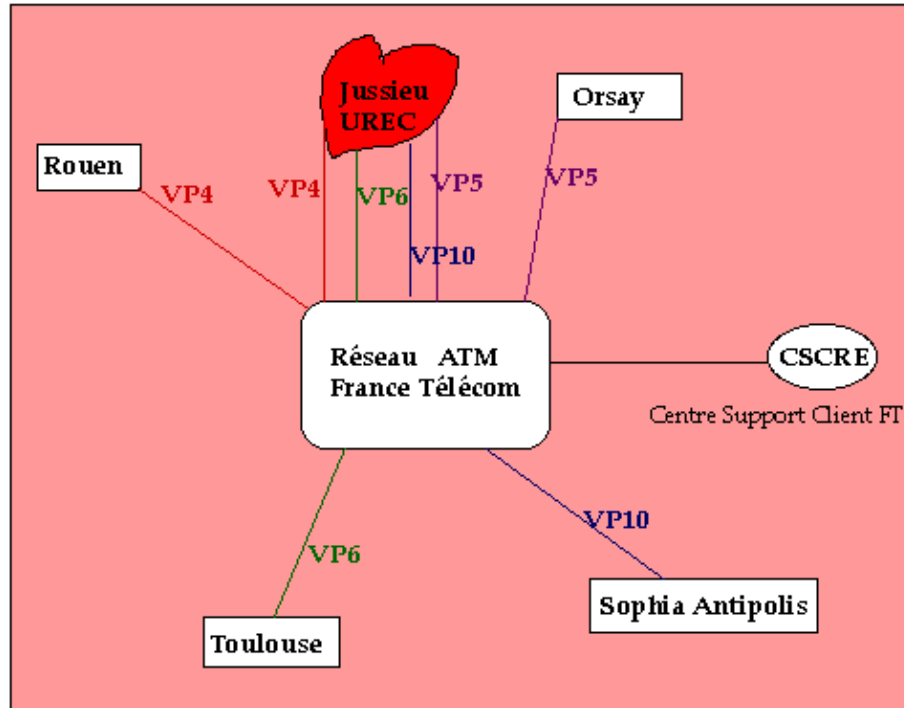 Jussieu
UREC
Orsay
Rouen
VP4
VP4
VP6
VP5
VP5
VP10
Réseau ATM
France Télécom
CSCRE
Centre Support Client FT
VP10
VP6
Sophia Antipolis
Toulouse